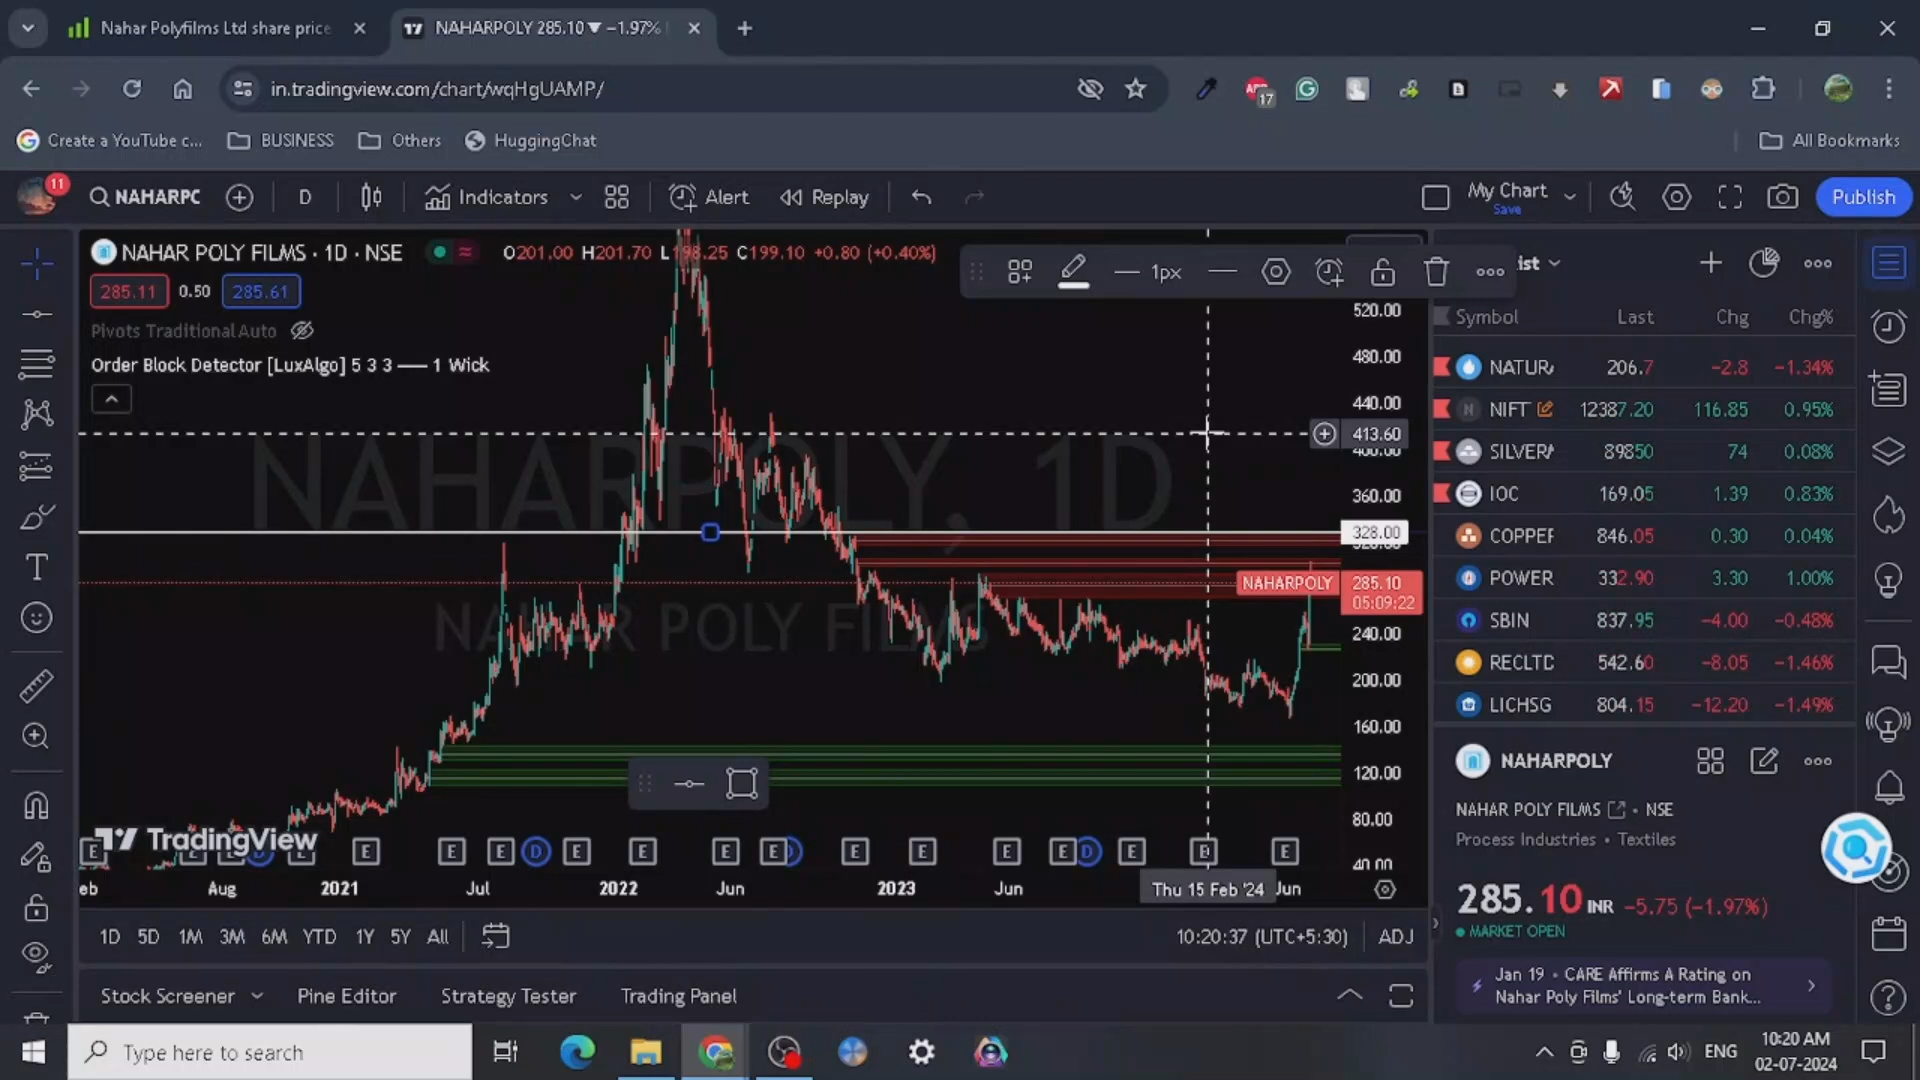 Nahar Polyfilms Ltd share price
NAHARPOLY 285.10▼ −1.97%
in.tradingview.com/chart/wqHgUAMP/
17
Create a YouTube c...
BUSINESS
Others
HuggingChat
All Bookmarks
11
NAHARPC
D
Indicators
Alert
Replay
My Chart
Save
Publish
NAHAR POLY FILMS · 1D · NSE
O201.00 H201.70 L198.25 C199.10 +0.80 (+0.40%)
285.11
0.50
285.61
Pivots Traditional Auto
Order Block Detector [LuxAlgo] 5 3 3 —— 1 Wick
1px
ist
Symbol
Last
Chg
Chg%
NATUR
206.7
−2.8
−1.34%
NIFT
12387.20
116.85
0.95%
SILVER
89850
74
0.08%
IOC
169.05
1.39
0.83%
COPPER
846.05
0.30
0.04%
POWER
332.90
3.30
1.00%
SBIN
837.95
−4.00
−0.48%
RECLTD
542.60
−8.05
−1.46%
LICHSG
804.15
−12.20
−1.49%
520.00
480.00
440.00
413.60
400.00
360.00
328.00
NAHARPOLY
285.10
05:09:22
240.00
200.00
160.00
120.00
80.00
40.00
NAHARPOLY, 1D
NAHAR POLY FILMS
TradingView
E E E E D E E E E E E E E D E E E
eb
Aug
2021
Jul
2022
Jun
2023
Jun
Thu 15 Feb '24
Jun
1D 5D 1M 3M 6M YTD 1Y 5Y All
10:20:37 (UTC+5:30)
ADJ
Stock Screener
Pine Editor
Strategy Tester
Trading Panel
NAHARPOLY
NAHAR POLY FILMS • NSE
Process Industries • Textiles
285.10 INR −5.75 (−1.97%)
MARKET OPEN
Jan 19 • CARE Affirms A Rating on
Nahar Poly Films' Long-term Bank...
Type here to search
ENG
10:20 AM
02-07-2024